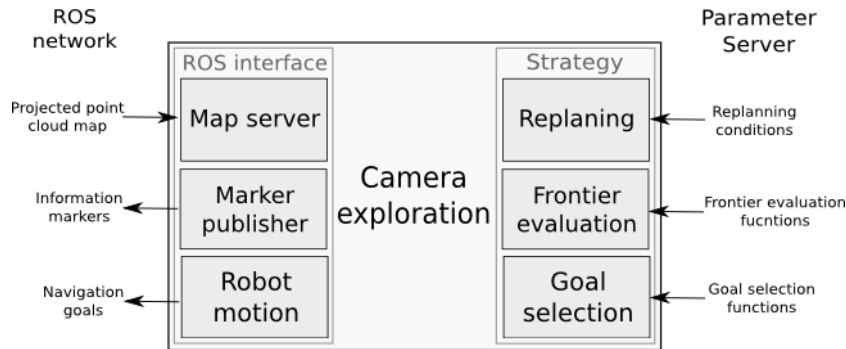 ROS
network
Parameter
Server
ROS interface
Strategy
Projected point
cloud map
Map server
Replaning
Replanning
conditions
Camera
exploration
Information
markers
Marker
publisher
Frontier
evaluation
Frontier evaluation
fucntions
Navigation
goals
Robot
motion
Goal
selection
Goal selection
functions